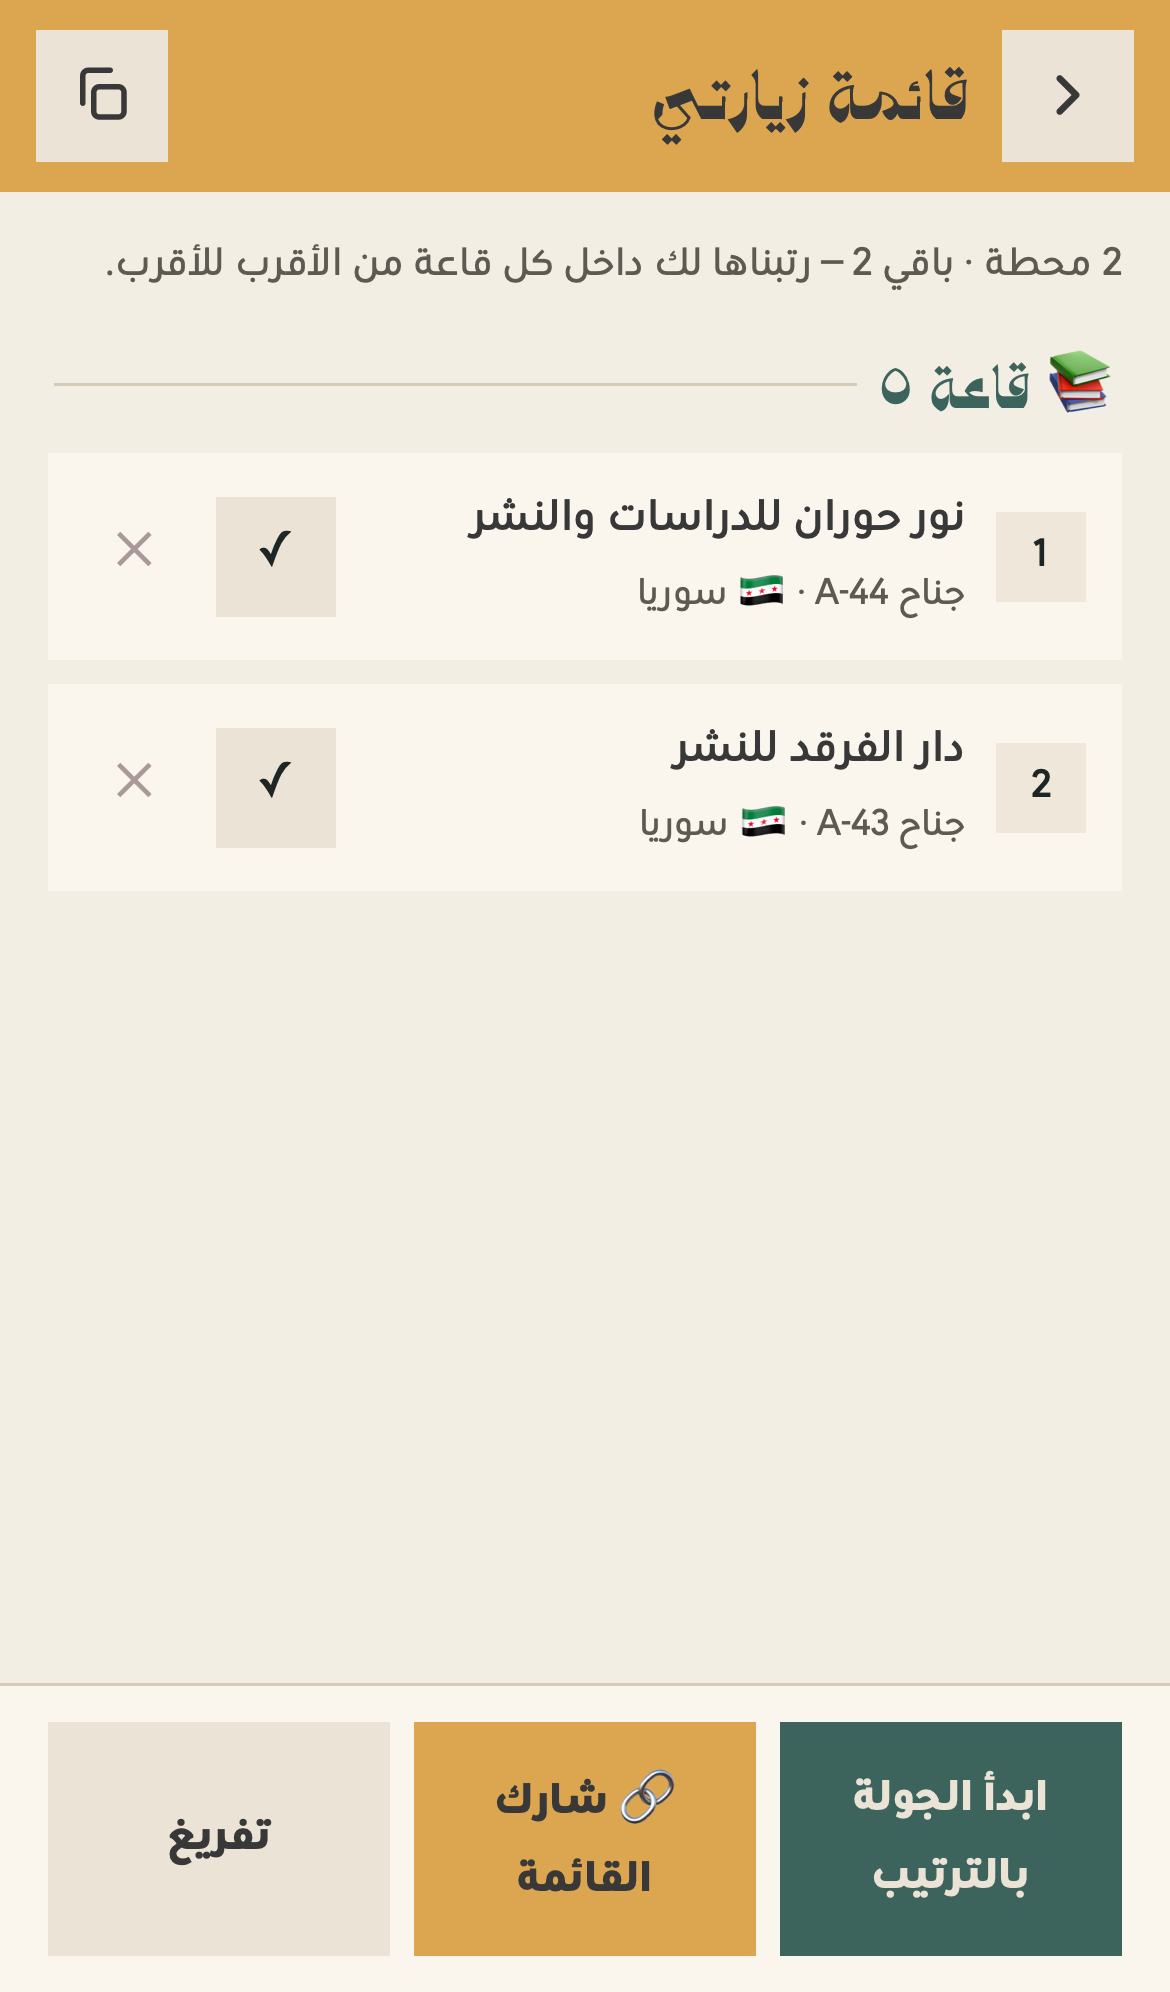 قائمة زيارتي
2 محطة · باقي 2 — رتبناها لك داخل كل قاعة من الأقرب للأقرب.
📚 قاعة ٥
1
نور حوران للدراسات والنشر
جناح A-44 · سوريا
✓
2
دار الفرقد للنشر
جناح A-43 · سوريا
✓
ابدأ الجولة
بالترتيب
🔗 شارك
القائمة
تفريغ